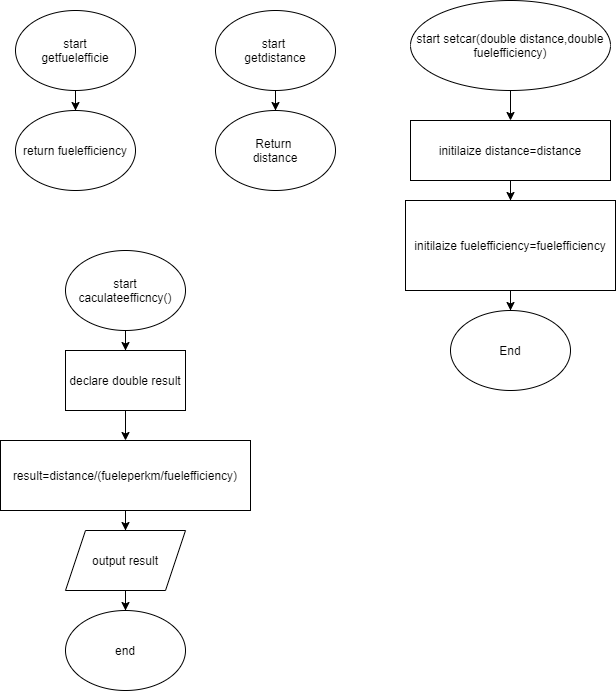 start
getfuelefficie
return fuelefficiency
start
getdistance
Return
distance
start setcar(double distance,double
fuelefficiency)
initilaize distance=distance
initilaize fuelefficiency=fuelefficiency
End
start
caculateefficncy()
declare double result
result=distance/(fueleperkm/fuelefficiency)
output result
end